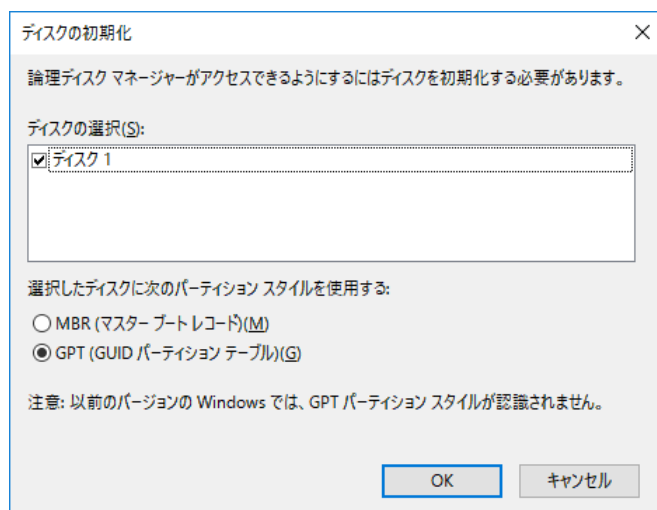 ディスクの初期化
論理ディスク マネージャーがアクセスできるようにするにはディスクを初期化する必要があります。
ディスクの選択(S):
ディスク 1
選択したディスクに次のパーティション スタイルを使用する:
MBR (マスター ブート レコード)(M)
GPT (GUID パーティション テーブル)(G)
注意: 以前のバージョンの Windows では、GPT パーティション スタイルが認識されません。
OK キャンセル